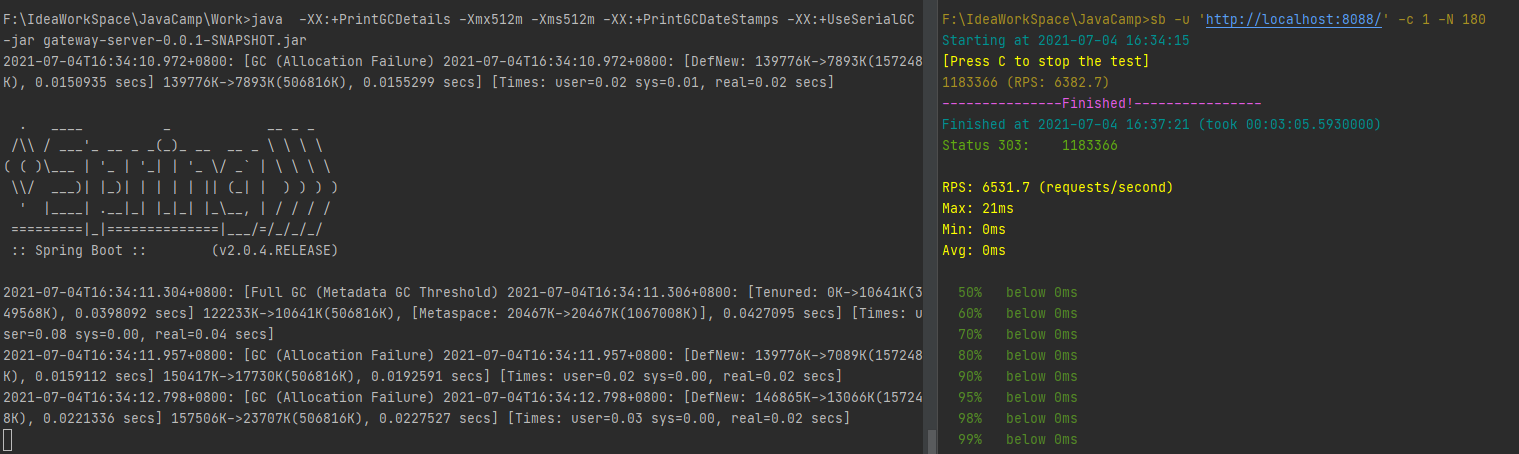 F:\IdeaWorkSpace\JavaCamp\Work>java  -XX:+PrintGCDetails -Xmx512m -Xms512m -XX:+PrintGCDateStamps -XX:+UseSerialGC
-jar gateway-server-0.0.1-SNAPSHOT.jar
2021-07-04T16:34:10.972+0800: [GC (Allocation Failure) 2021-07-04T16:34:10.972+0800: [DefNew: 139776K->7893K(157248
K), 0.0150935 secs] 139776K->7893K(506816K), 0.0155299 secs] [Times: user=0.02 sys=0.01, real=0.02 secs]

  .   ____          _            __ _ _
 /\\ / ___'_ __ _ _(_)_ __  __ _ \ \ \ \
( ( )\___ | '_ | '_| | '_ \/ _` | \ \ \ \
 \\/  ___)| |_)| | | | | || (_| |  ) ) ) )
  '  |____| .__|_| |_|_| |_\__, | / / / /
 =========|_|==============|___/=/_/_/_/
 :: Spring Boot ::        (v2.0.4.RELEASE)

2021-07-04T16:34:11.304+0800: [Full GC (Metadata GC Threshold) 2021-07-04T16:34:11.306+0800: [Tenured: 0K->10641K(3
49568K), 0.0398092 secs] 122233K->10641K(506816K), [Metaspace: 20467K->20467K(1067008K)], 0.0427095 secs] [Times: u
ser=0.08 sys=0.00, real=0.04 secs]
2021-07-04T16:34:11.957+0800: [GC (Allocation Failure) 2021-07-04T16:34:11.957+0800: [DefNew: 139776K->7089K(157248
K), 0.0159112 secs] 150417K->17730K(506816K), 0.0192591 secs] [Times: user=0.02 sys=0.00, real=0.02 secs]
2021-07-04T16:34:12.798+0800: [GC (Allocation Failure) 2021-07-04T16:34:12.798+0800: [DefNew: 146865K->13066K(15724
8K), 0.0221336 secs] 157506K->23707K(506816K), 0.0227527 secs] [Times: user=0.03 sys=0.00, real=0.02 secs]
F:\IdeaWorkSpace\JavaCamp>sb -u 'http://localhost:8088/' -c 1 -N 180
Starting at 2021-07-04 16:34:15
[Press C to stop the test]
1183366 (RPS: 6382.7)
---------------Finished!----------------
Finished at 2021-07-04 16:37:21 (took 00:03:05.5930000)
Status 303:    1183366

RPS: 6531.7 (requests/second)
Max: 21ms
Min: 0ms
Avg: 0ms

  50%   below 0ms
  60%   below 0ms
  70%   below 0ms
  80%   below 0ms
  90%   below 0ms
  95%   below 0ms
  98%   below 0ms
  99%   below 0ms